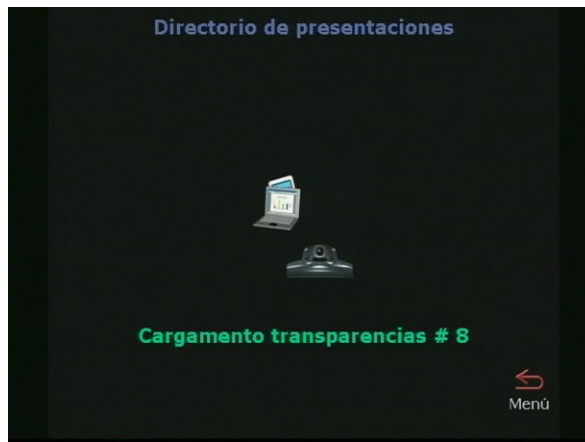 Directorio de presentaciones
Cargamento transparencias # 8
Menú